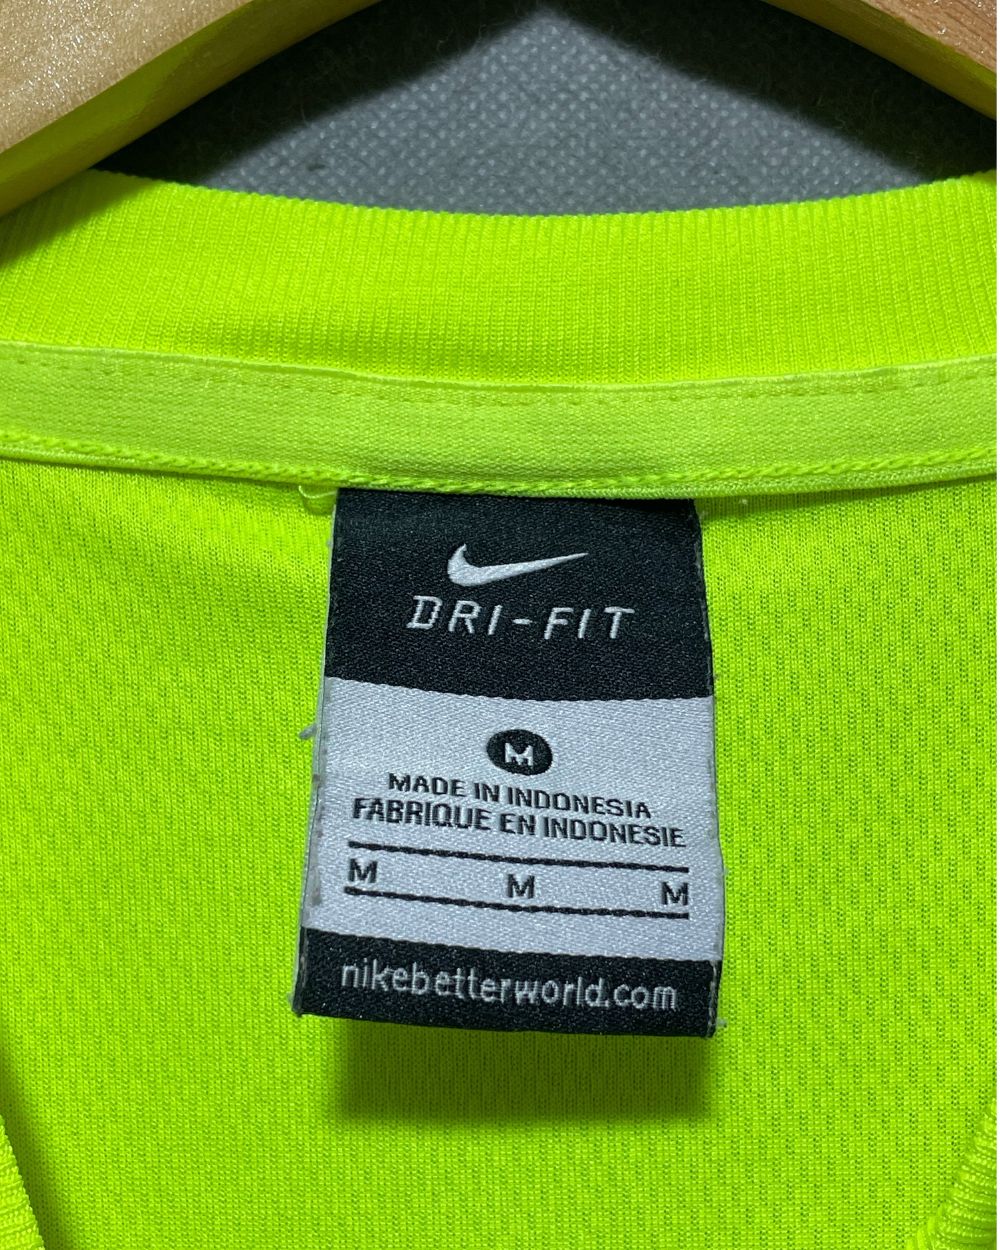 DRI-FIT
M
MADE IN INDONESIA
FABRIQUE EN INDONESIE
M M M
nikebetterworld.com